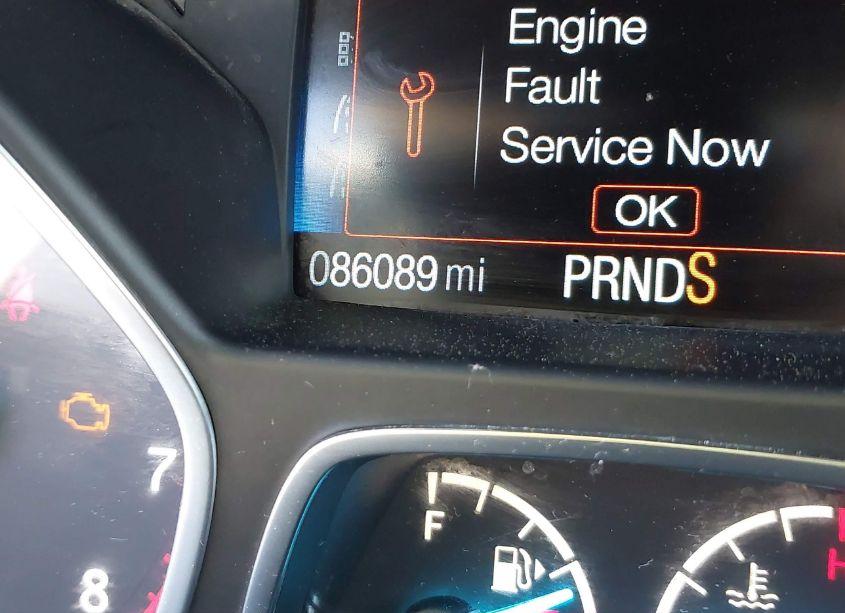 Engine
Fault
Service Now
OK
086089 mi PRNDS
7
8
F
H